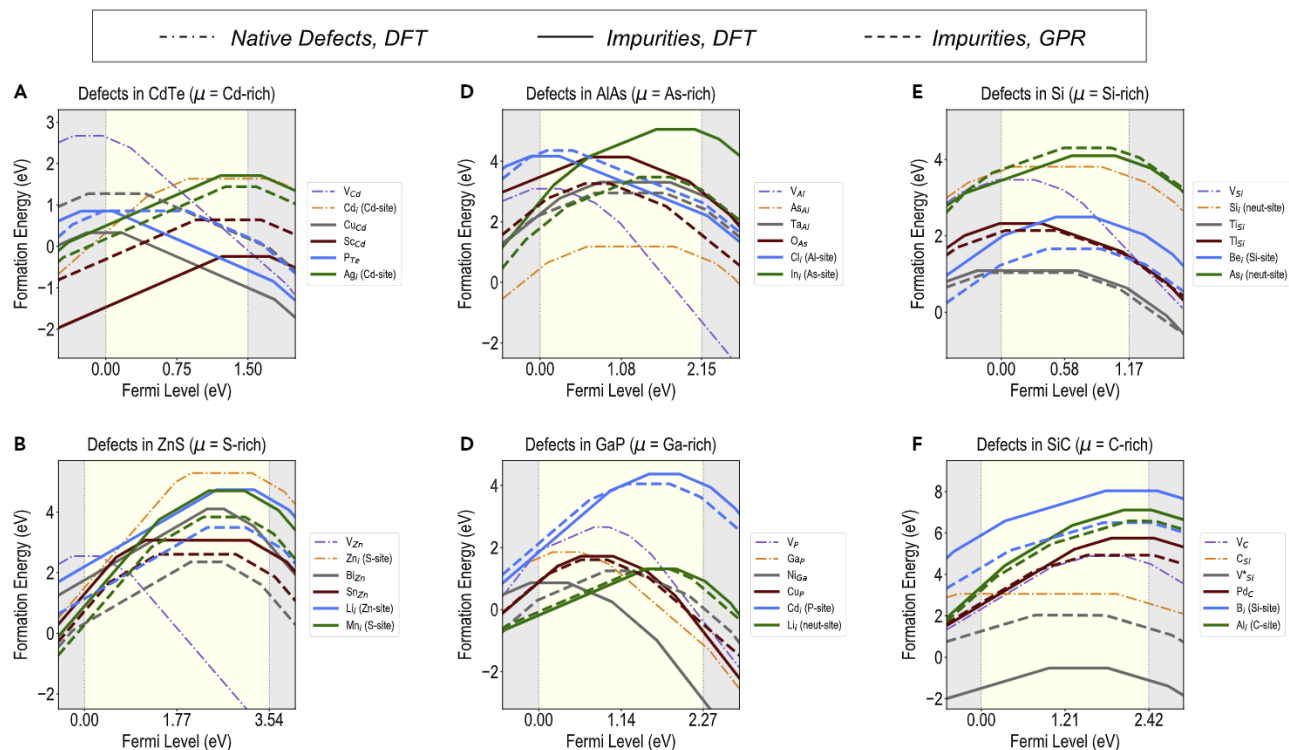 Native Defects, DFT
Impurities, DFT
Impurities, GPR
A
Defects in CdTe (μ = Cd-rich)
Formation Energy (eV)
3
2
1
0
−1
−2
0.00
0.75
1.50
Fermi Level (eV)
V_Cd
Cd_i (Cd-site)
Cu_Cd
Sc_Cd
P_Te
Ag_i (Cd-site)
D
Defects in AlAs (μ = As-rich)
Formation Energy (eV)
4
2
0
−2
0.00
1.08
2.15
Fermi Level (eV)
V_Al
As_Al
Ta_Al
O_As
Cl_i (Al-site)
In_i (As-site)
E
Defects in Si (μ = Si-rich)
Formation Energy (eV)
4
2
0
0.00
0.58
1.17
Fermi Level (eV)
V_Si
Si_i (neut-site)
Tl_Si
Tl_Si
Be_i (Si-site)
As_i (neut-site)
B
Defects in ZnS (μ = S-rich)
Formation Energy (eV)
4
2
0
−2
0.00
1.77
3.54
Fermi Level (eV)
V_Zn
Zn_i (S-site)
Bi_Zn
Sn_Zn
Li_i (Zn-site)
Mn_i (S-site)
D
Defects in GaP (μ = Ga-rich)
Formation Energy (eV)
4
2
0
−2
0.00
1.14
2.27
Fermi Level (eV)
V_P
Ga_P
Ni_Ga
Cu_P
Cd_i (P-site)
Li_i (neut-site)
F
Defects in SiC (μ = C-rich)
Formation Energy (eV)
8
6
4
2
0
−2
0.00
1.21
2.42
Fermi Level (eV)
V_C
C_Si
V*_Si
Pd_C
B_i (Si-site)
Al_i (C-site)